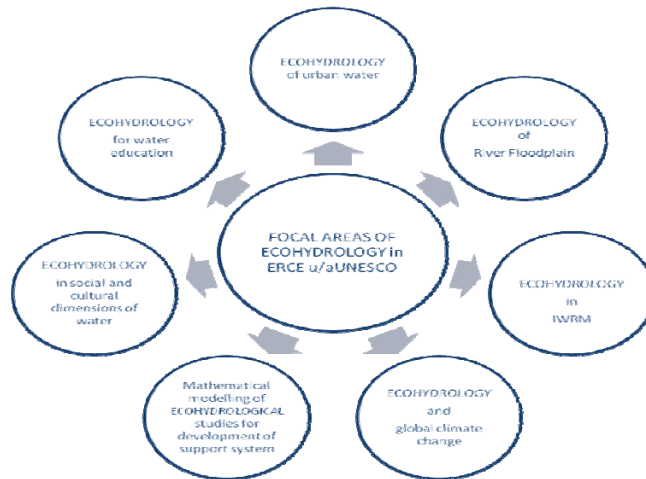 ECOHYDROLOGY
of urban water
ECOHYDROLOGY
for water
education
ECOHYDROLOGY
of
River Floodplain
FOCAL AREAS OF
ECOHYDROLOGY in
ERCE u/aUNESCO
ECOHYDROLOGY
in social and
cultural dimensions of
water
ECOHYDROLOGY
in
IWRM
Mathematical
modelling of
ECOHYDROLOGICAL
studies for
development of
support system
ECOHYDROLOGY
and
global climate
change